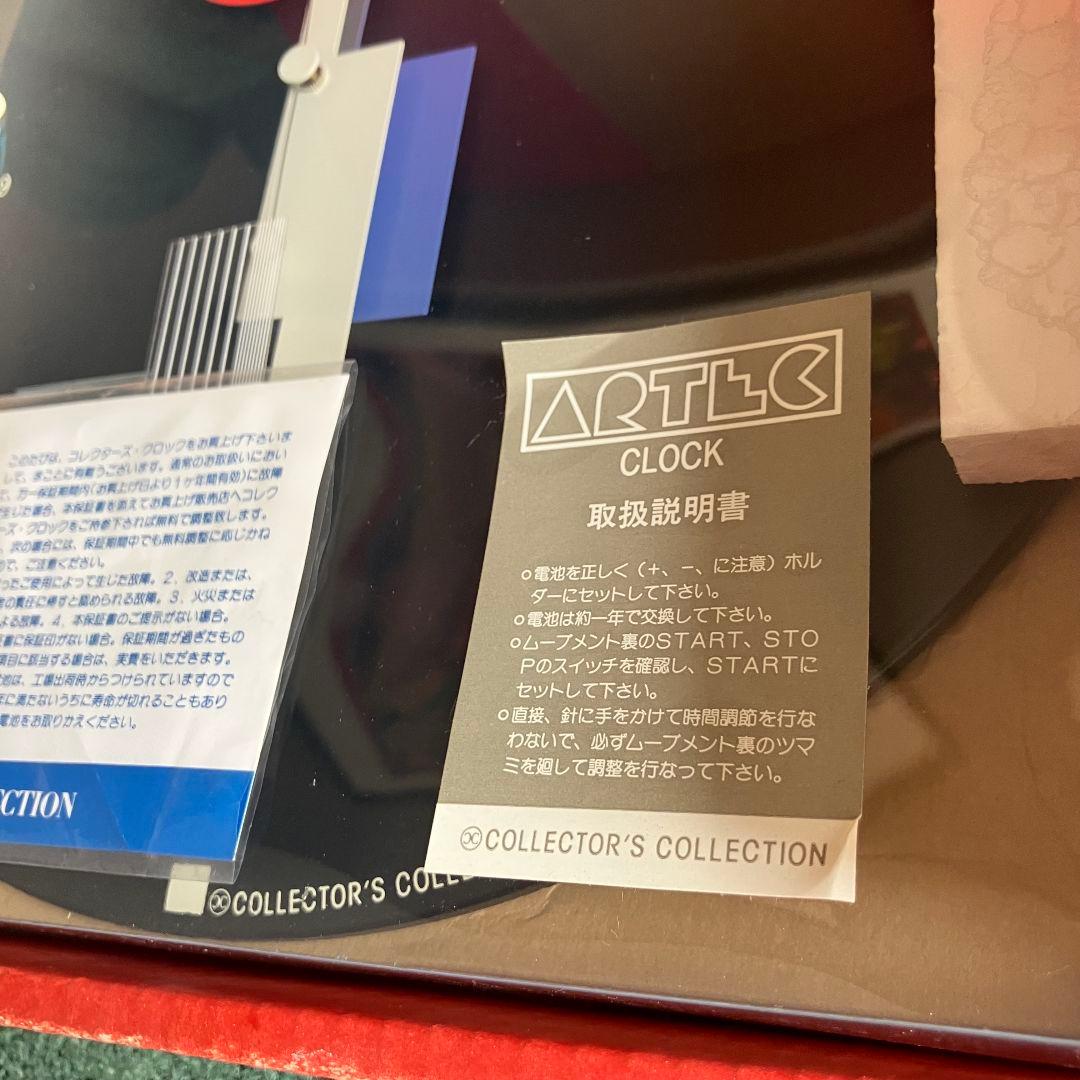 このたびは、コレクターズ・クロックをお買上げ下さいま
して、まことに有難うございます。通常のお取扱いにおい
て、万一保証期間内(お買上げ日より1ヶ年間有効)に故障
生じた場合、本保証書を添えてお買上げ販売店へコレク
ーズ・クロックをご持参下されば無料で調整致します。
、次の場合には、保証期間中でも無料調整に応じかね
で、ご注意ください。
ったご使用によって生じた故障。2、改造または、
の責任に帰すと認められる故障。3、火災または
よる故障。4、本保証書のご提示がない場合。
証書に保証印がない場合。保証期間が過ぎたもの
項目に該当する場合は、実費をいただきます。
池は、工場出荷時からつけられていますので
年に満たないうちに寿命が切れることもあり
電池をお取りかえください。
CTION
ARTEC
CLOCK
取扱説明書
○電池を正しく(+、−、に注意)ホル
ダーにセットして下さい。
○電池は約一年で交換して下さい。
○ムーブメント裏のSTART、STO
Pのスイッチを確認し、STARTに
セットして下さい。
○直接、針に手をかけて時間調節を行な
わないで、必ずムーブメント裏のツマ
ミを廻して調整を行なって下さい。
COLLECTOR'S COLLECTION
COLLECTOR'S COLLE